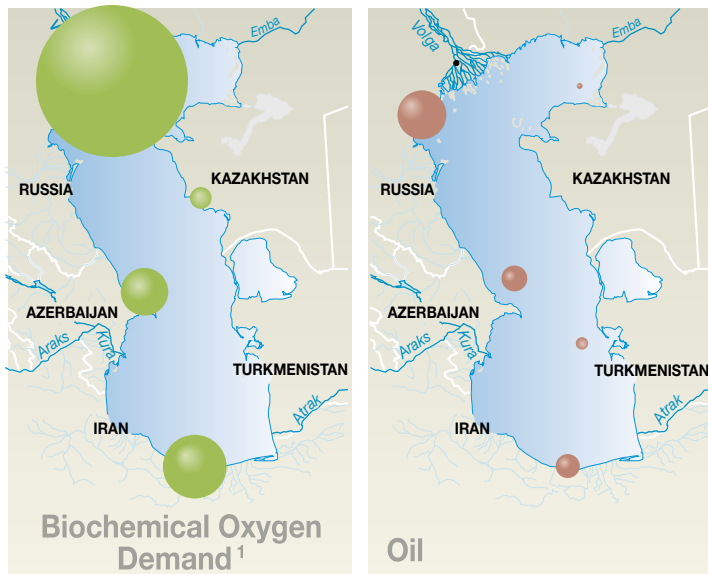 Emba
KAZAKHSTAN
RUSSIA
AZERBAIJAN
Araks
Kura
TURKMENISTAN
IRAN
Atrak
Biochemical Oxygen
Demand 1
Volga
Emba
KAZAKHSTAN
RUSSIA
AZERBAIJAN
Araks
Kura
TURKMENISTAN
IRAN
Atrak
Oil